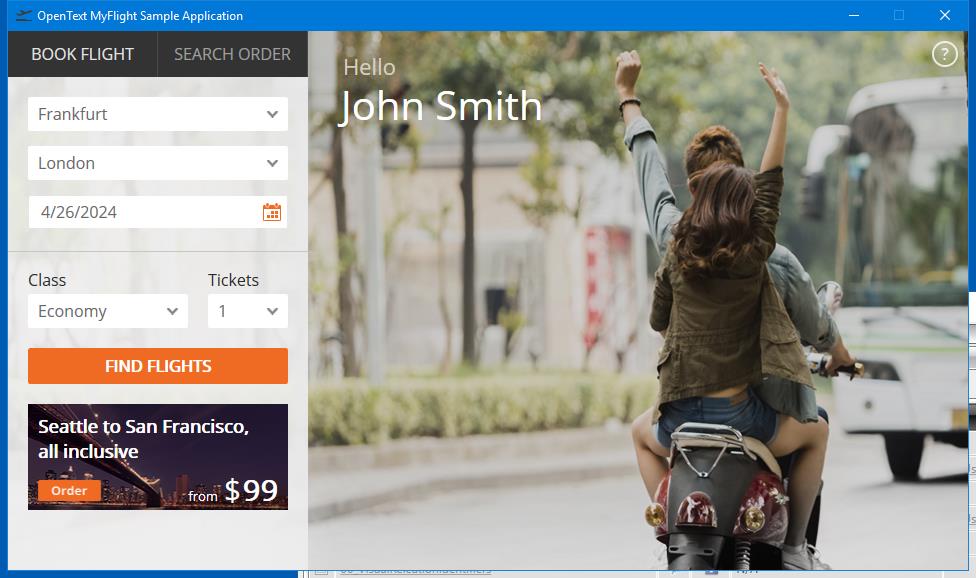 OpenText MyFlight Sample Application
BOOK FLIGHT
SEARCH ORDER
Hello
John Smith
?
Frankfurt
London
4/26/2024
Class
Tickets
Economy
1
FIND FLIGHTS
Seattle to San Francisco,
all inclusive
Order
from $99